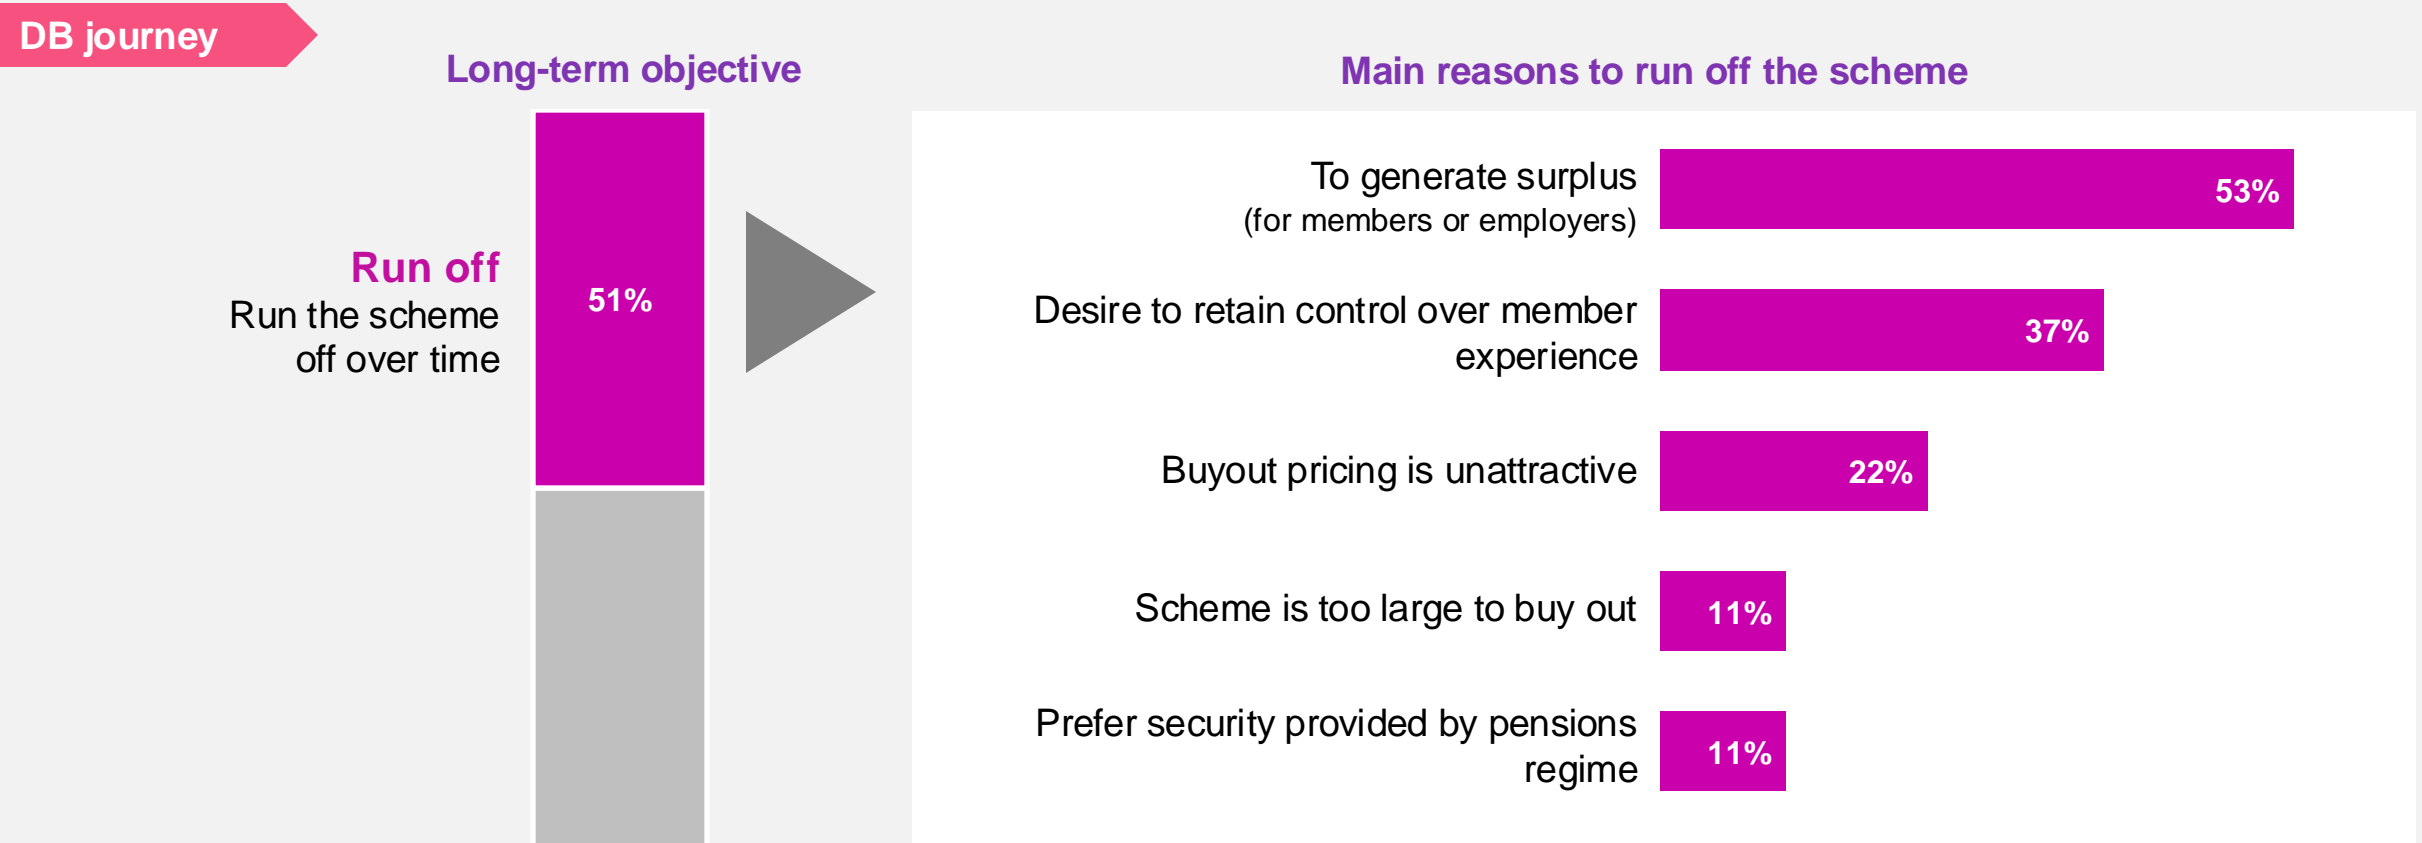 DB journey
Long-term objective
Run off
Run the scheme
off over time
51%
Main reasons to run off the scheme
To generate surplus
(for members or employers)
53%
Desire to retain control over member
experience
37%
Buyout pricing is unattractive
22%
Scheme is too large to buy out
11%
Prefer security provided by pensions
regime
11%